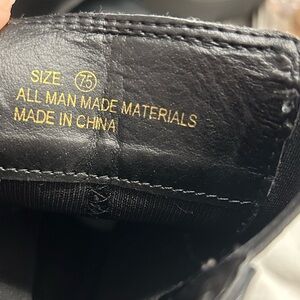 SIZE. 7.5
ALL MAN MADE MATERIALS
MADE IN CHINA